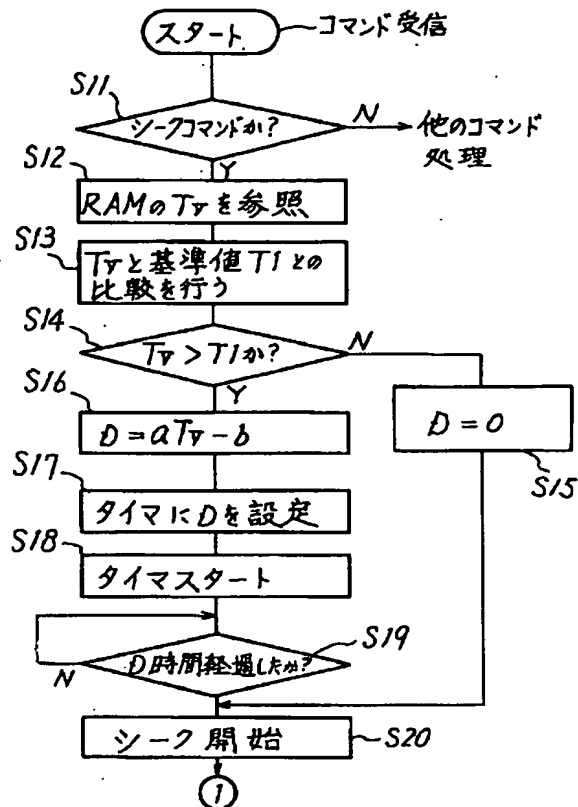 スタート
コマンド受信
S11
シークコマンドか?
N
他のコマンド
処理
Y
S12
RAMのTvを参照
S13
Tvと基準値T1との
比較を行う
S14
Tv>T1か?
N
Y
S16
D=aTv-b
D=0
S15
S17
タイマにDを設定
S18
タイマスタート
D時間経過したか?
S19
N
シーク開始
S20
1